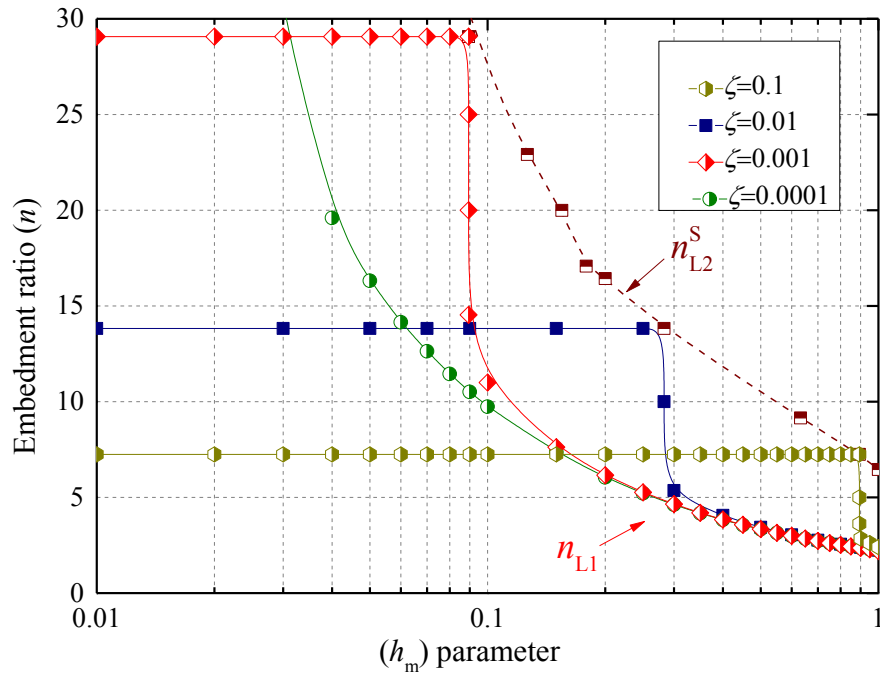 30
25
20
15
10
5
0
Embedment ratio (n)
ζ=0.1
ζ=0.01
ζ=0.001
ζ=0.0001
n_L2^S
n_L1
0.01
0.1
1
(h_m) parameter